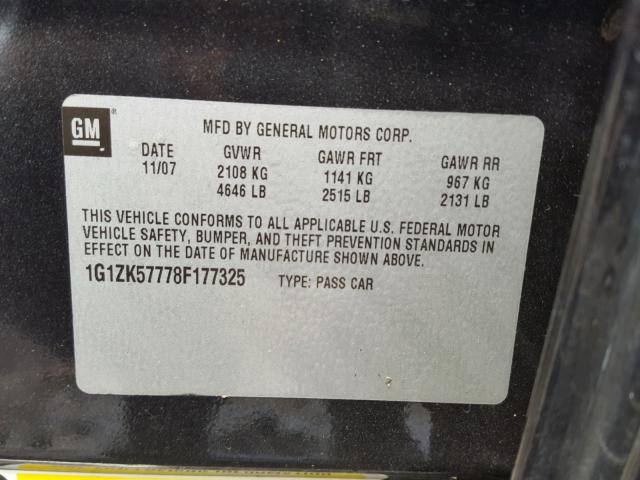 GM ®
MFD BY GENERAL MOTORS CORP.
DATE GVWR GAWR FRT GAWR RR
11/07 2108 KG 1141 KG 967 KG
4646 LB 2515 LB 2131 LB
THIS VEHICLE CONFORMS TO ALL APPLICABLE U.S. FEDERAL MOTOR
VEHICLE SAFETY, BUMPER, AND THEFT PREVENTION STANDARDS IN
EFFECT ON THE DATE OF MANUFACTURE SHOWN ABOVE.
1G1ZK57778F177325 TYPE: PASS CAR